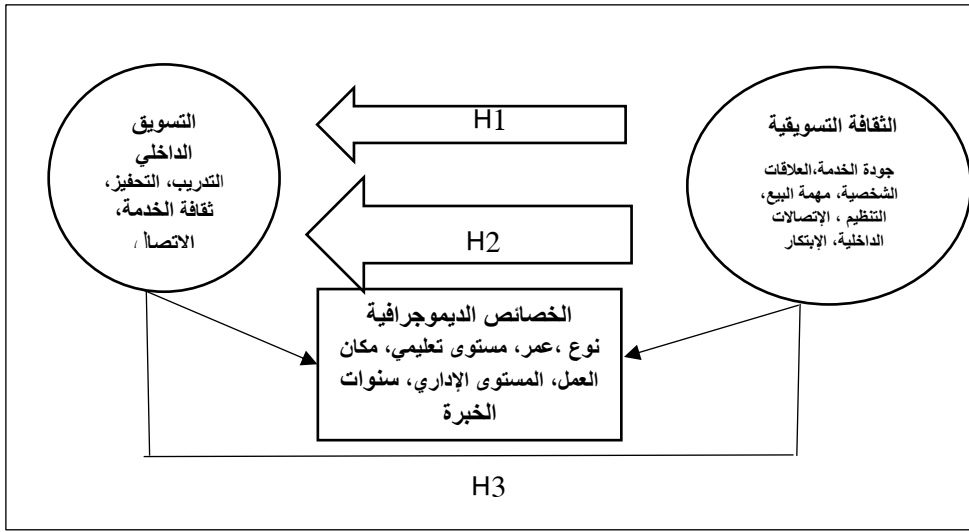 الثقافة التسويقية
جودة الخدمة،العلاقات
الشخصية، مهمة البيع،
التنظيم ، الإتصالات
الداخلية، الإبتكار
H1
H2
التسويق
الداخلي
التدريب، التحفيز،
ثقافة الخدمة،
الاتصال،
الخصائص الديموجرافية
نوع ،عمر، مستوى تعليمي، مكان
العمل، المستوى الإداري، سنوات
الخبرة
H3